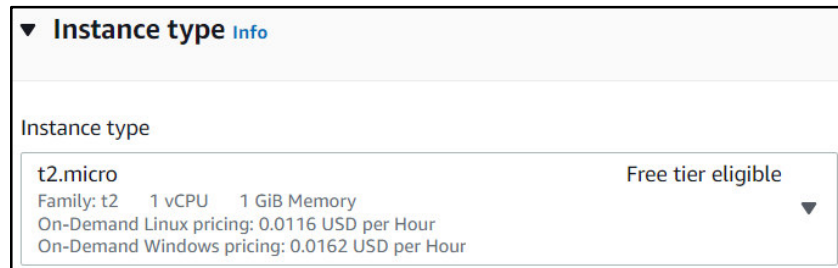 Instance type Info
Instance type
t2.micro Free tier eligible
Family: t2 1 vCPU 1 GiB Memory
On-Demand Linux pricing: 0.0116 USD per Hour
On-Demand Windows pricing: 0.0162 USD per Hour